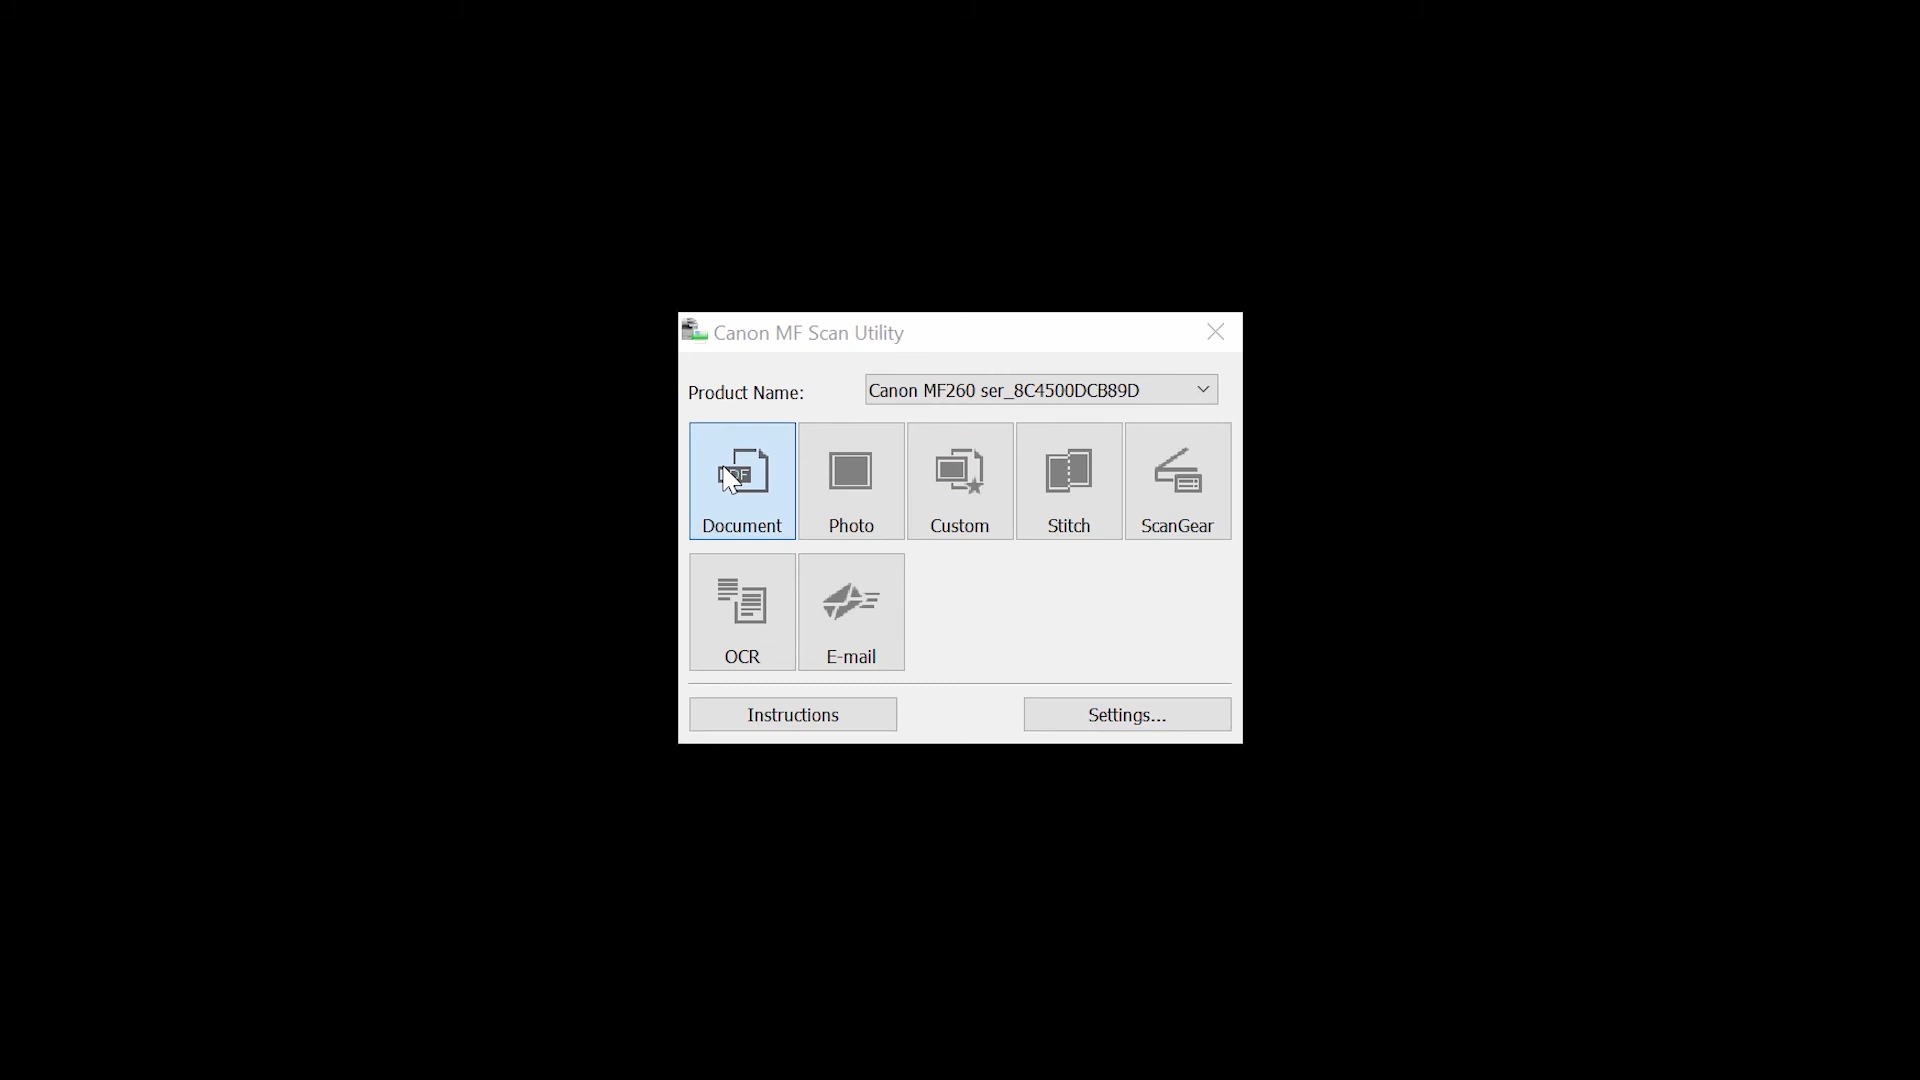 Canon MF Scan Utility
Product Name:
Canon MF260 ser_8C4500DCB89D
Document
Photo
Custom
Stitch
ScanGear
OCR
E-mail
Instructions
Settings...